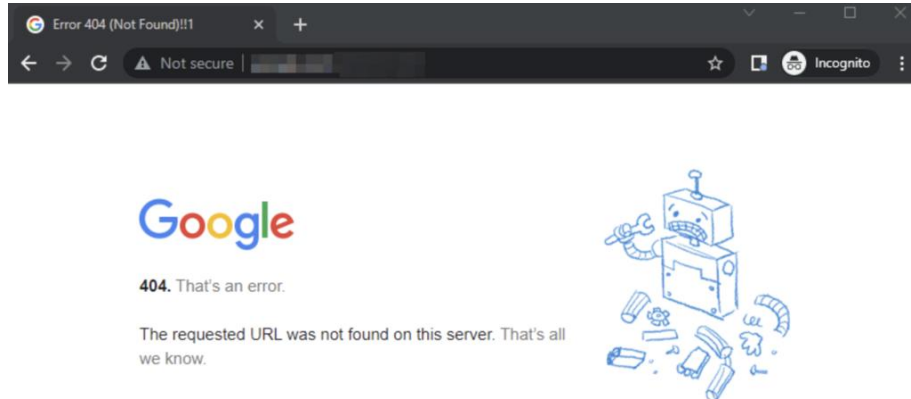 Error 404 (Not Found)!!1
Not secure
Incognito
Google
404. That's an error.
The requested URL was not found on this server. That's all
we know.